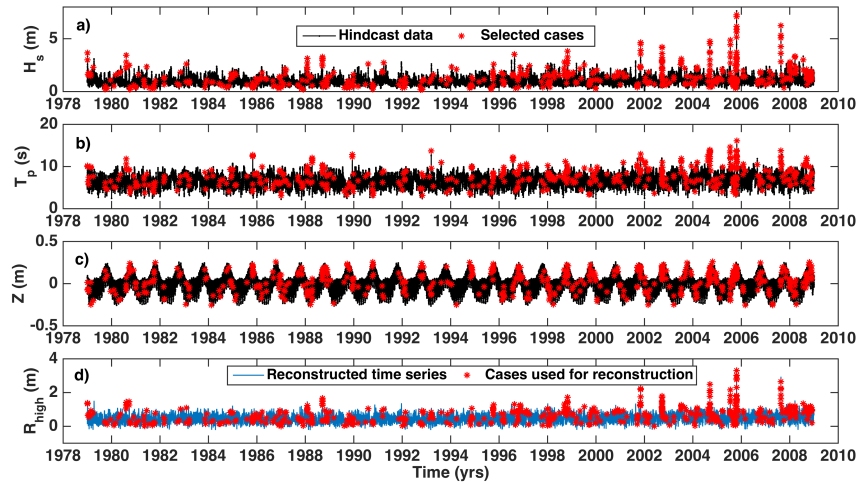 a)
H_s (m)
5
0
Hindcast data
Selected cases
1978 1980 1982 1984 1986 1988 1990 1992 1994 1996 1998 2000 2002 2004 2006 2008 2010
b)
T_p (s)
20
10
0
1978 1980 1982 1984 1986 1988 1990 1992 1994 1996 1998 2000 2002 2004 2006 2008 2010
c)
Z (m)
0.5
0
-0.5
1978 1980 1982 1984 1986 1988 1990 1992 1994 1996 1998 2000 2002 2004 2006 2008 2010
d)
R_high (m)
4
2
0
Reconstructed time series
Cases used for reconstruction
1978 1980 1982 1984 1986 1988 1990 1992 1994 1996 1998 2000 2002 2004 2006 2008 2010
Time (yrs)